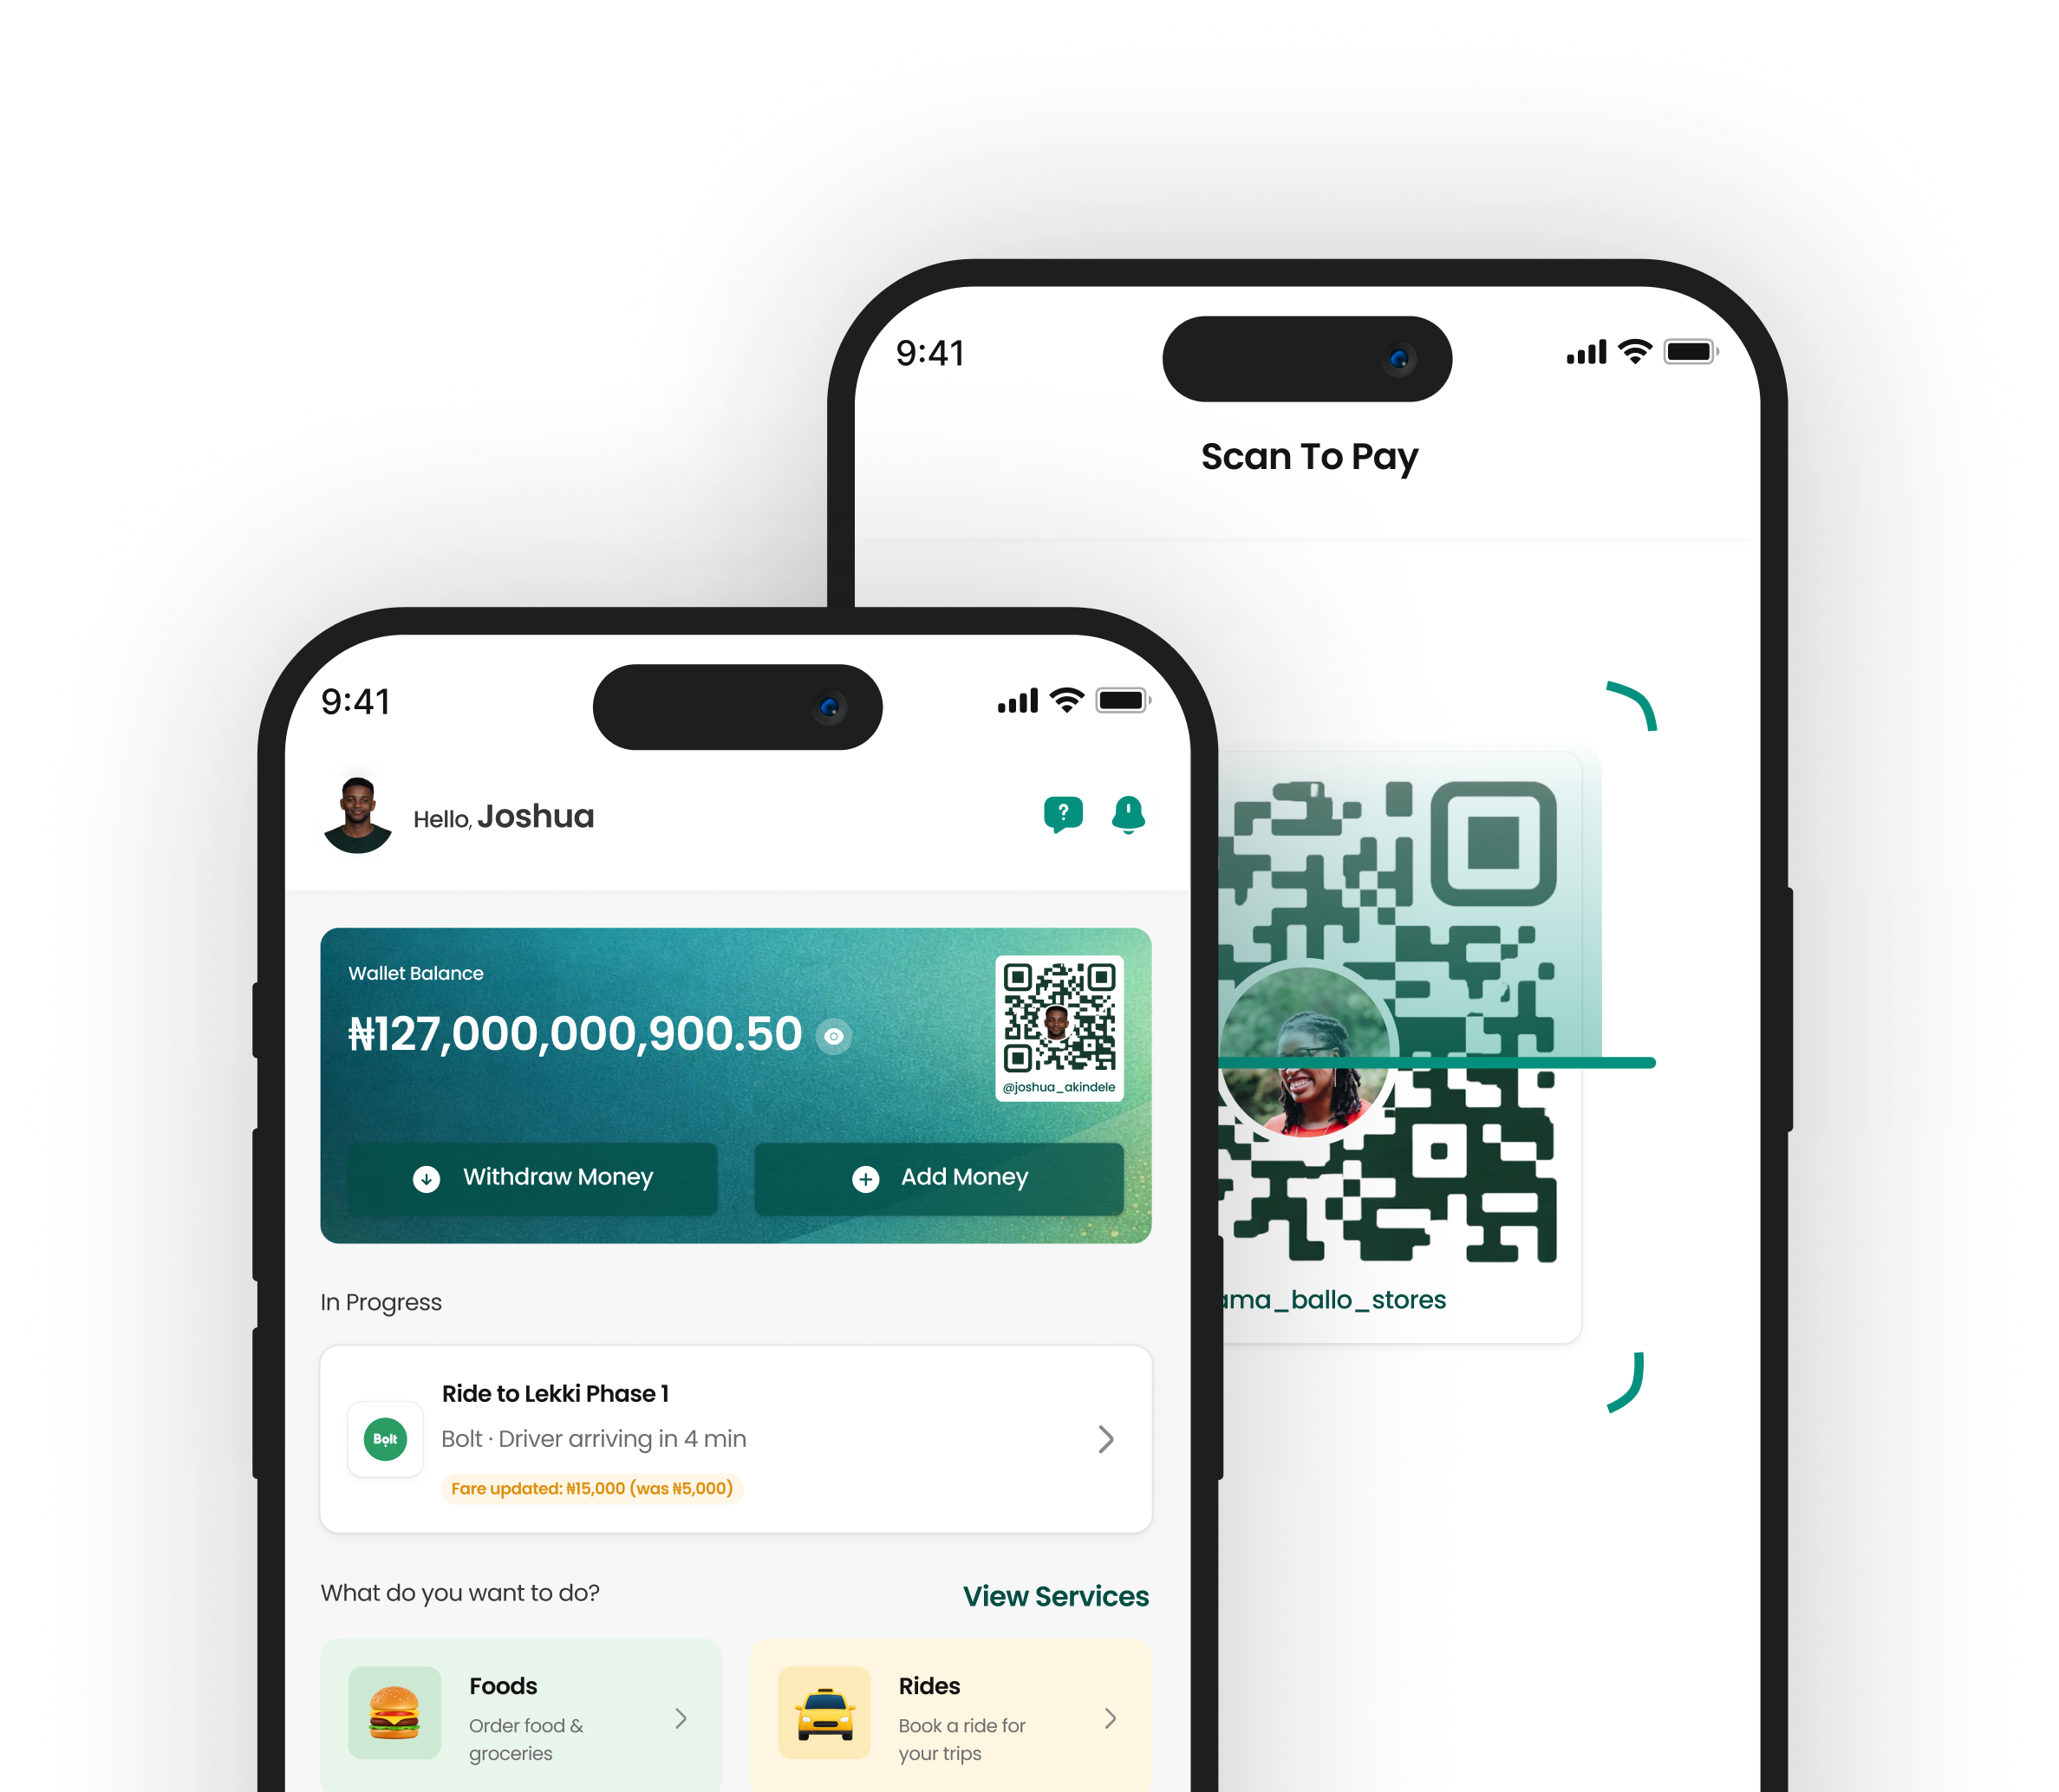 9:41
Scan To Pay
ama_ballo_stores
9:41
Hello, Joshua
Wallet Balance
₦127,000,000,900.50
@joshua_akindele
Withdraw Money
Add Money
In Progress
Ride to Lekki Phase 1
Bolt
Bolt · Driver arriving in 4 min
Fare updated: ₦15,000 (was ₦5,000)
What do you want to do?
View Services
Foods
Order food &
groceries
Rides
Book a ride for
your trips